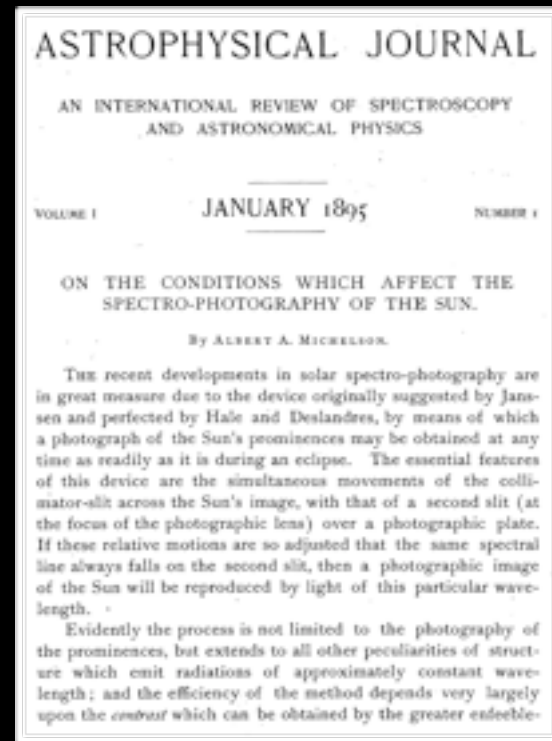 ASTROPHYSICAL JOURNAL
AN INTERNATIONAL REVIEW OF SPECTROSCOPY
AND ASTRONOMICAL PHYSICS
VOLUME I JANUARY 1895 NUMBER 1
ON THE CONDITIONS WHICH AFFECT THE
SPECTRO-PHOTOGRAPHY OF THE SUN.
By ALBERT A. MICHELSON.
THE recent developments in solar spectro-photography are
in great measure due to the device originally suggested by Jans-
sen and perfected by Hale and Deslandres, by means of which
a photograph of the Sun's prominences may be obtained at any
time as readily as it is during an eclipse. The essential features
of this device are the simultaneous movements of the colli-
mator-slit across the Sun's image, with that of a second slit (at
the focus of the photographic lens) over a photographic plate.
If these relative motions are so adjusted that the same spectral
line always falls on the second slit, then a photographic image
of the Sun will be reproduced by light of this particular wave-
length.
Evidently the process is not limited to the photography of
the prominences, but extends to all other peculiarities of struct-
ure which emit radiations of approximately constant wave-
length; and the efficiency of the method depends very largely
upon the contrast which can be obtained by the greater enfeeble-